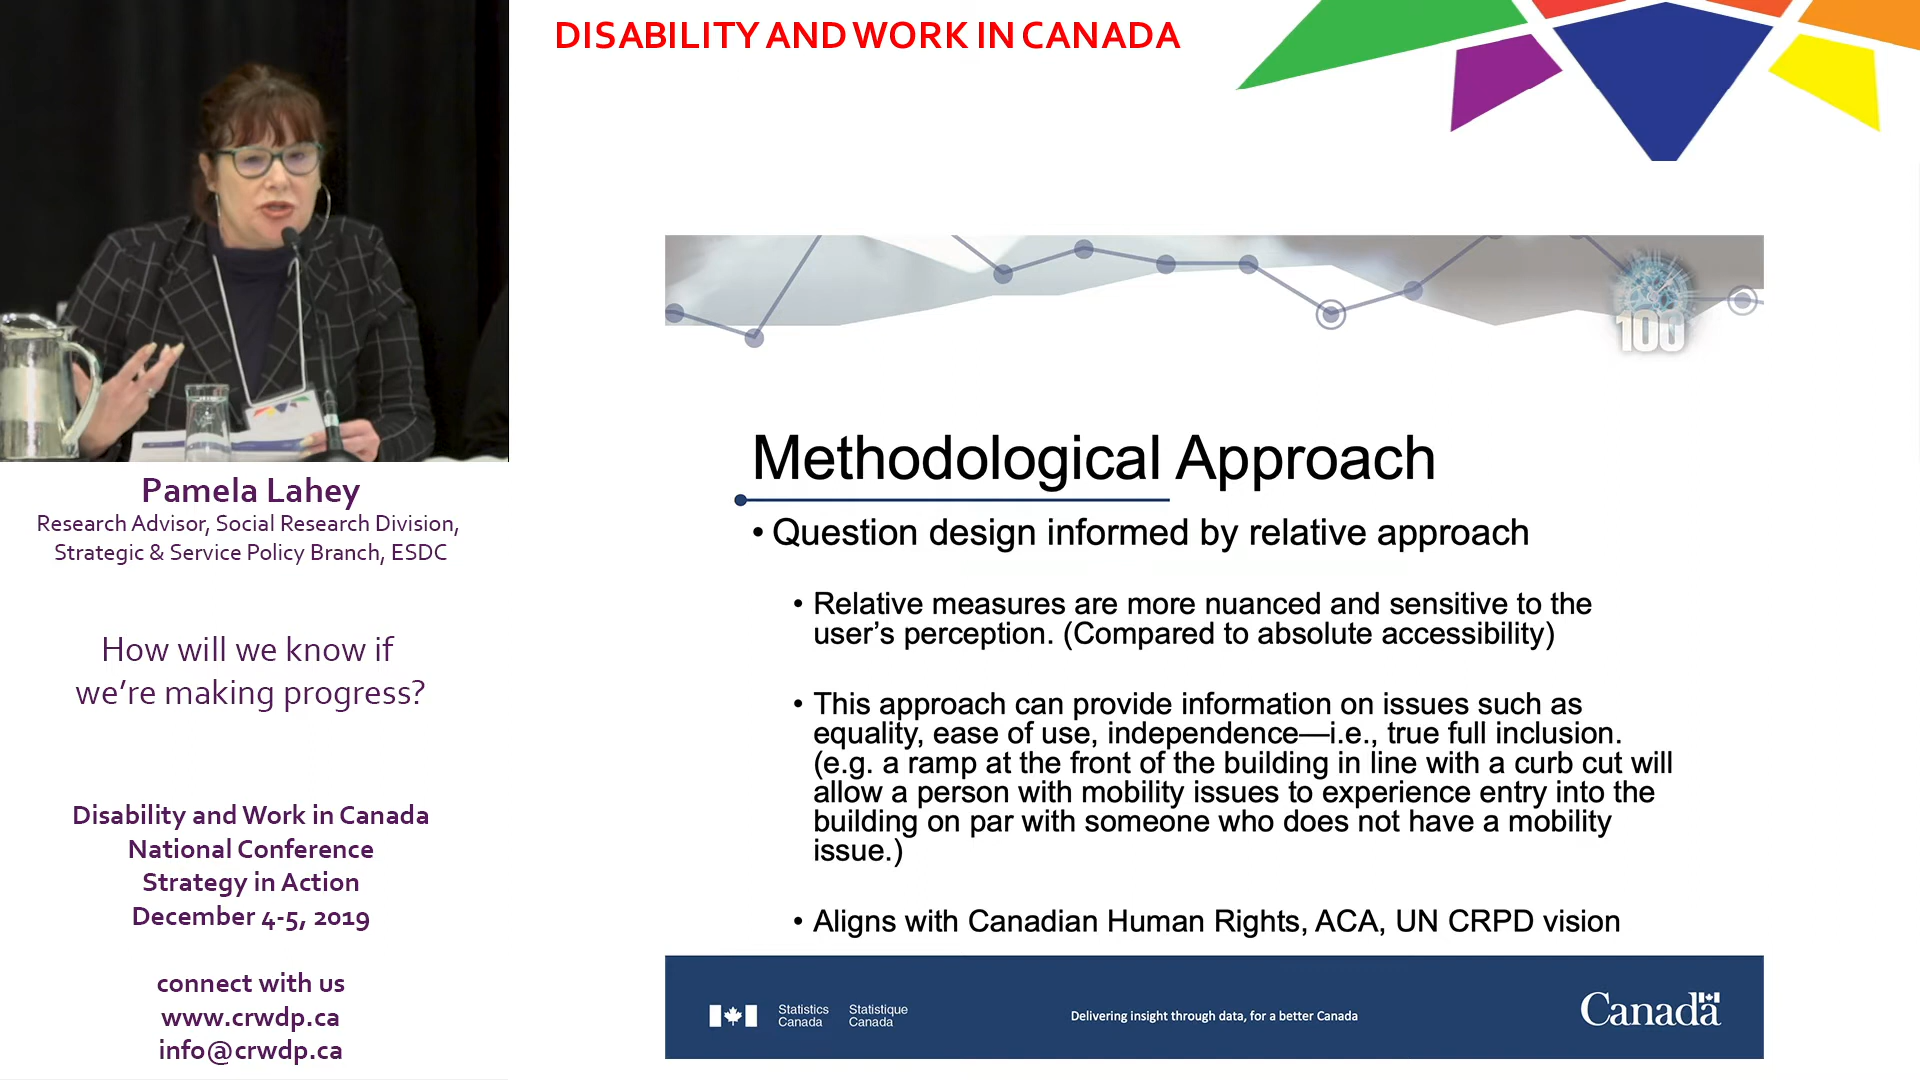 DISABILITY AND WORK IN CANADA
100
Pamela Lahey
Research Advisor, Social Research Division,
Strategic & Service Policy Branch, ESDC
How will we know if
we're making progress?
Disability and Work in Canada
National Conference
Strategy in Action
December 4-5, 2019
connect with us
www.crwdp.ca
info@crwdp.ca
Methodological Approach
• Question design informed by relative approach
• Relative measures are more nuanced and sensitive to the
user's perception. (Compared to absolute accessibility)
• This approach can provide information on issues such as
equality, ease of use, independence—i.e., true full inclusion.
(e.g. a ramp at the front of the building in line with a curb cut will
allow a person with mobility issues to experience entry into the
building on par with someone who does not have a mobility
issue.)
• Aligns with Canadian Human Rights, ACA, UN CRPD vision
Statistics Canada
Statistique Canada
Delivering insight through data, for a better Canada
Canada